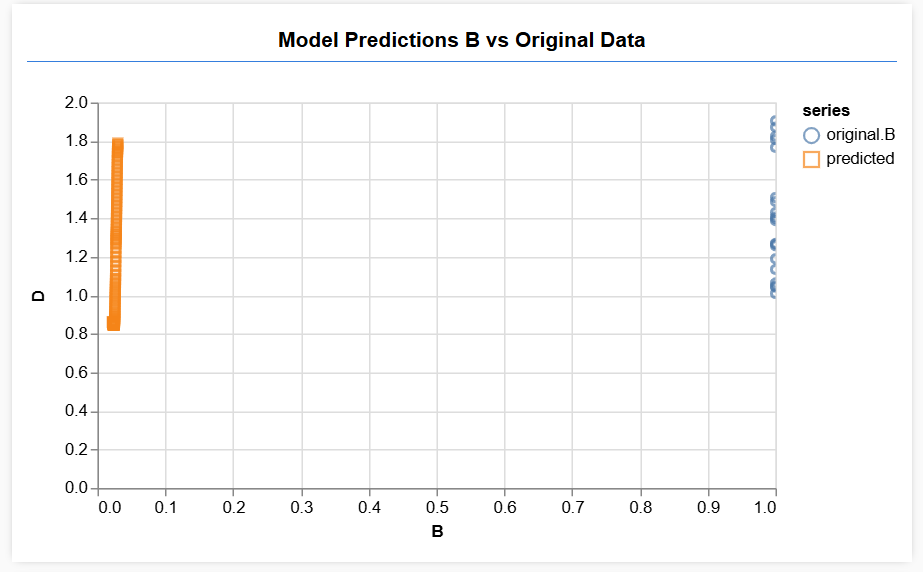 Model Predictions B vs Original Data
series
original.B
predicted
2.0
1.8
1.6
1.4
1.2
1.0
0.8
0.6
0.4
0.2
0.0
D
0.0 0.1 0.2 0.3 0.4 0.5 0.6 0.7 0.8 0.9 1.0
B